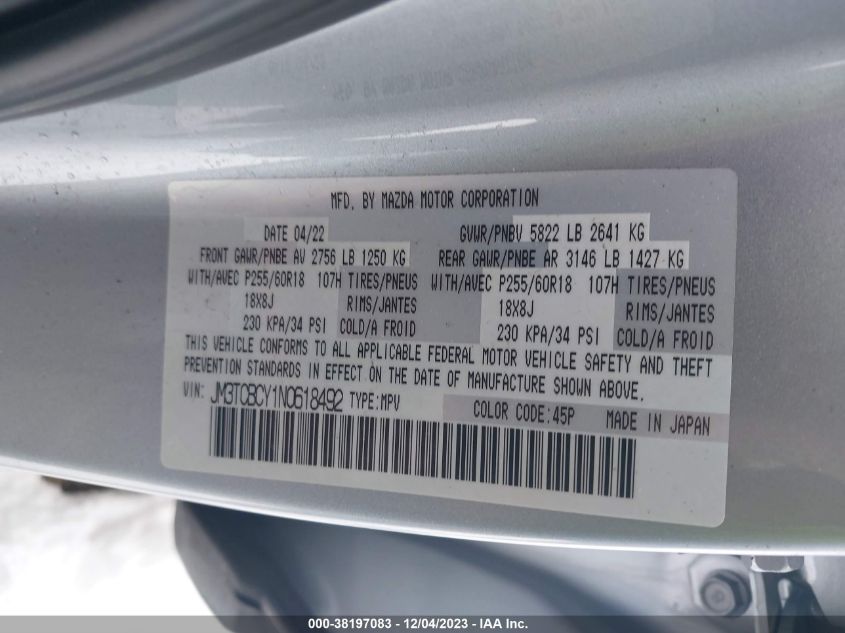 MFD. BY MAZDA MOTOR CORPORATION
DATE 04/22 GVWR/PNBV 5822 LB 2641 KG
FRONT GAWR/PNBE AV 2756 LB 1250 KG REAR GAWR/PNBE AR 3146 LB 1427 KG
WITH/AVEC P255/60R18 107H TIRES/PNEUS WITH/AVEC P255/60R18 107H TIRES/PNEUS
18X8J RIMS/JANTES 18X8J RIMS/JANTES
230 KPA/34 PSI COLD/A FROID 230 KPA/34 PSI COLD/A FROID
THIS VEHICLE CONFORMS TO ALL APPLICABLE FEDERAL MOTOR VEHICLE SAFETY AND THEFT
PREVENTION STANDARDS IN EFFECT ON THE DATE OF MANUFACTURE SHOWN ABOVE.
VIN: JM3TCBCY1N0618492 TYPE:MPV COLOR CODE:45P MADE IN JAPAN
000-38197083 - 12/04/2023 - IAA Inc.